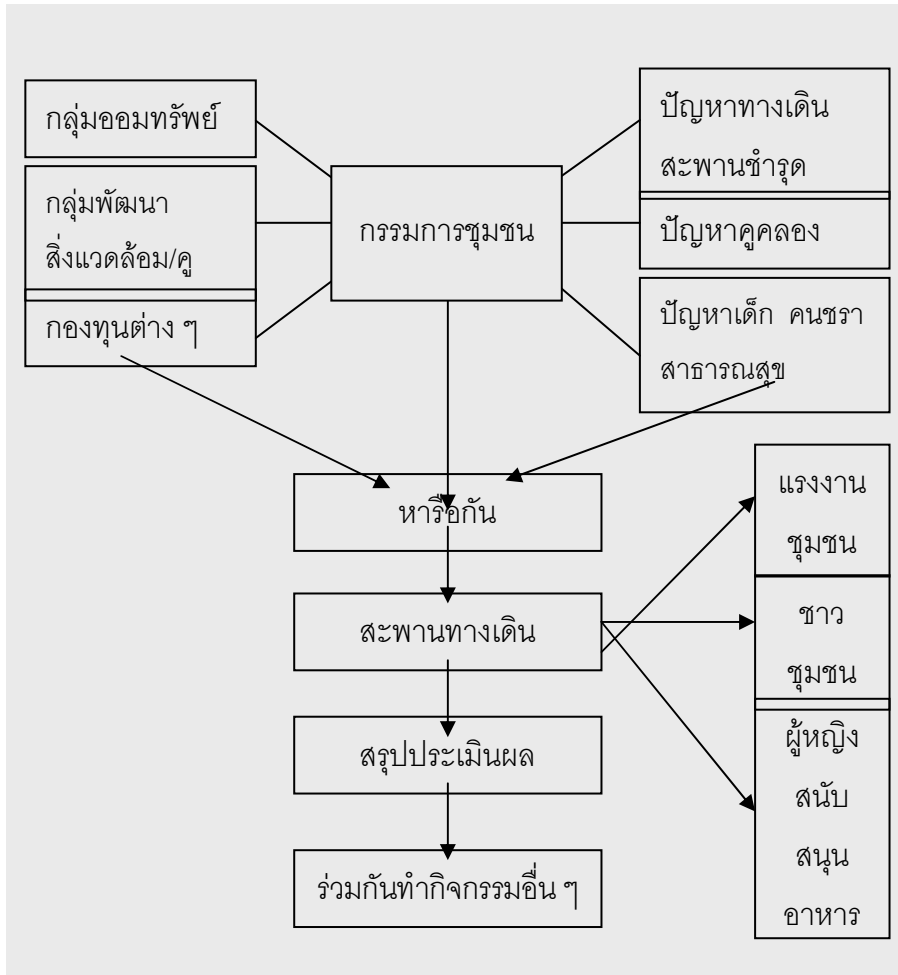 กลุ่มออมทรัพย์
กลุ่มพัฒนา
สิ่งแวดล้อม/คู
กองทุนต่าง ๆ
กรรมการชุมชน
ปัญหาทางเดิน
สะพานชำรุด
ปัญหาคูคลอง
ปัญหาเด็ก คนชรา
สาธารณสุข
หารือกัน
สะพานทางเดิน
สรุปประเมินผล
ร่วมกันทำกิจกรรมอื่น ๆ
แรงงาน
ชุมชน
ชาว
ชุมชน
ผู้หญิง
สนับ
สนุน
อาหาร